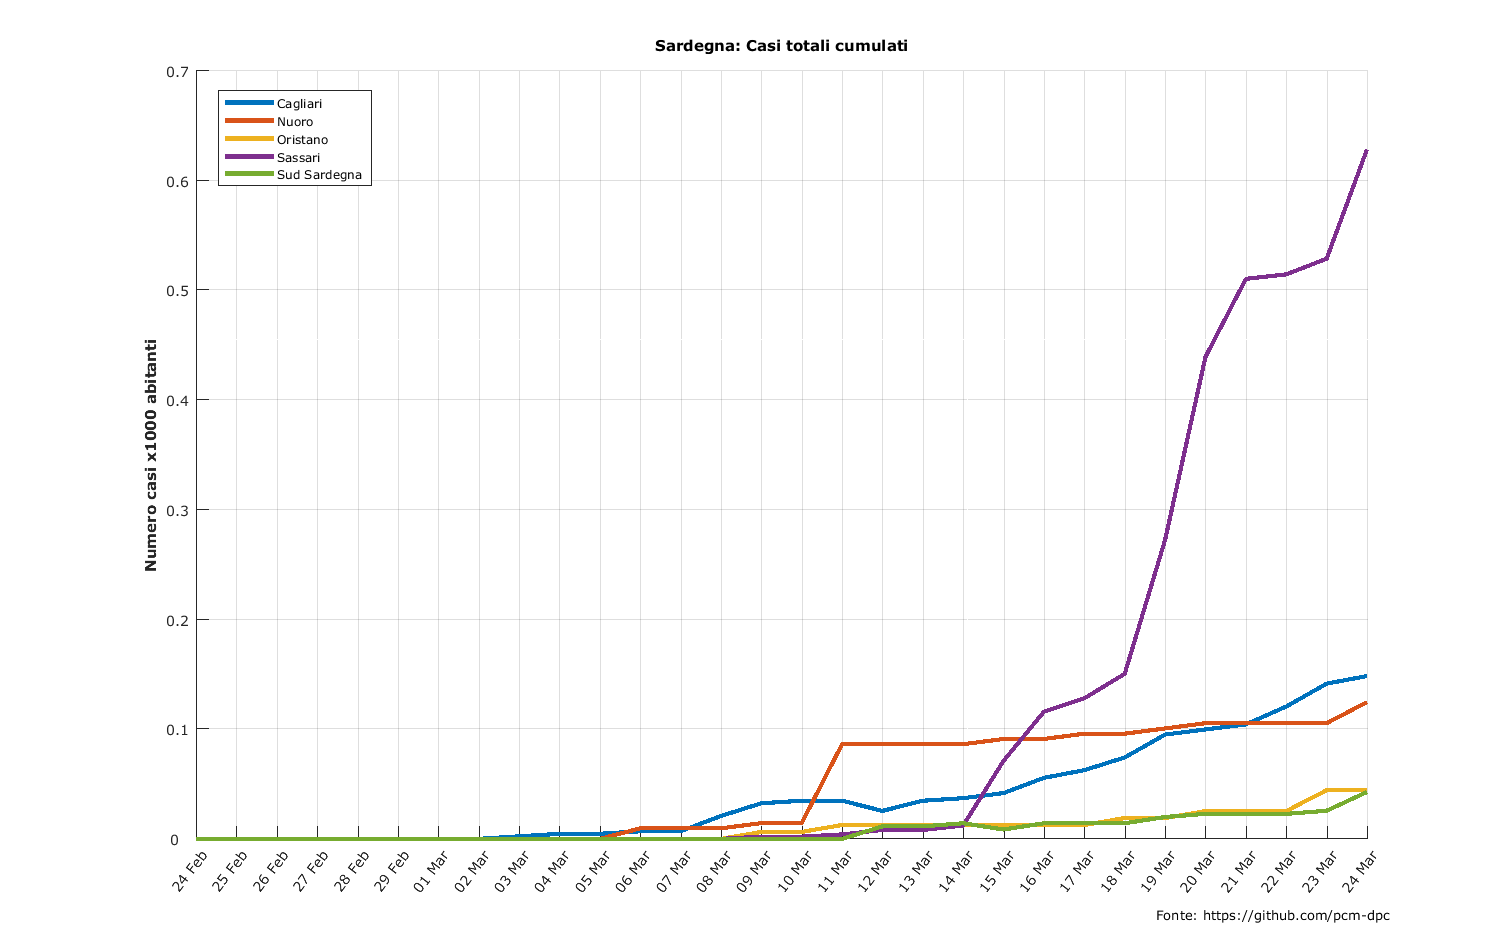 Sardegna: Casi totali cumulati
Numero casi x1000 abitanti
0.7
0.6
0.5
0.4
0.3
0.2
0.1
0
Cagliari
Nuoro
Oristano
Sassari
Sud Sardegna
24 Feb
25 Feb
26 Feb
27 Feb
28 Feb
29 Feb
01 Mar
02 Mar
03 Mar
04 Mar
05 Mar
06 Mar
07 Mar
08 Mar
09 Mar
10 Mar
11 Mar
12 Mar
13 Mar
14 Mar
15 Mar
16 Mar
17 Mar
18 Mar
19 Mar
20 Mar
21 Mar
22 Mar
23 Mar
24 Mar
Fonte: https://github.com/pcm-dpc